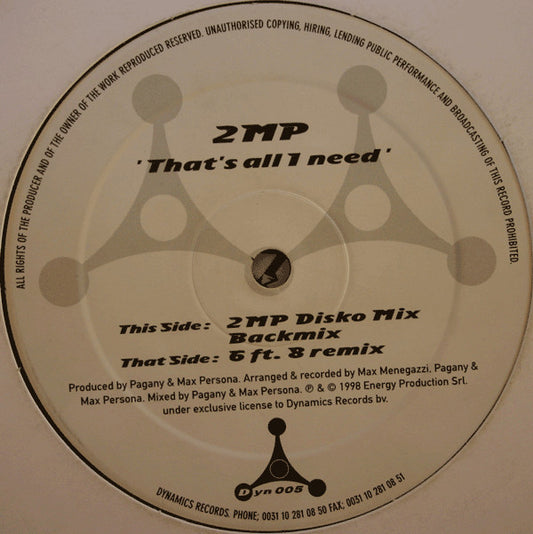 ALL RIGHTS OF THE PRODUCER AND OF THE OWNER OF THE WORK REPRODUCED RESERVED. UNAUTHORISED COPYING, HIRING, LENDING PUBLIC PERFORMANCE AND BROADCASTING OF THIS RECORD PROHIBITED.
2MP
'That's all I need'
This Side: 2MP Disko Mix
Backmix
That Side: 6 ft. 8 remix
Produced by Pagany & Max Persona. Arranged & recorded by Max Menegazzi, Pagany &
Max Persona. Mixed by Pagany & Max Persona. ℗ & © 1998 Energy Production Srl.
under exclusive license to Dynamics Records bv.
Dyn 005
DYNAMICS RECORDS. PHONE; 0031 10 281 08 50 FAX; 0031 10 281 08 51